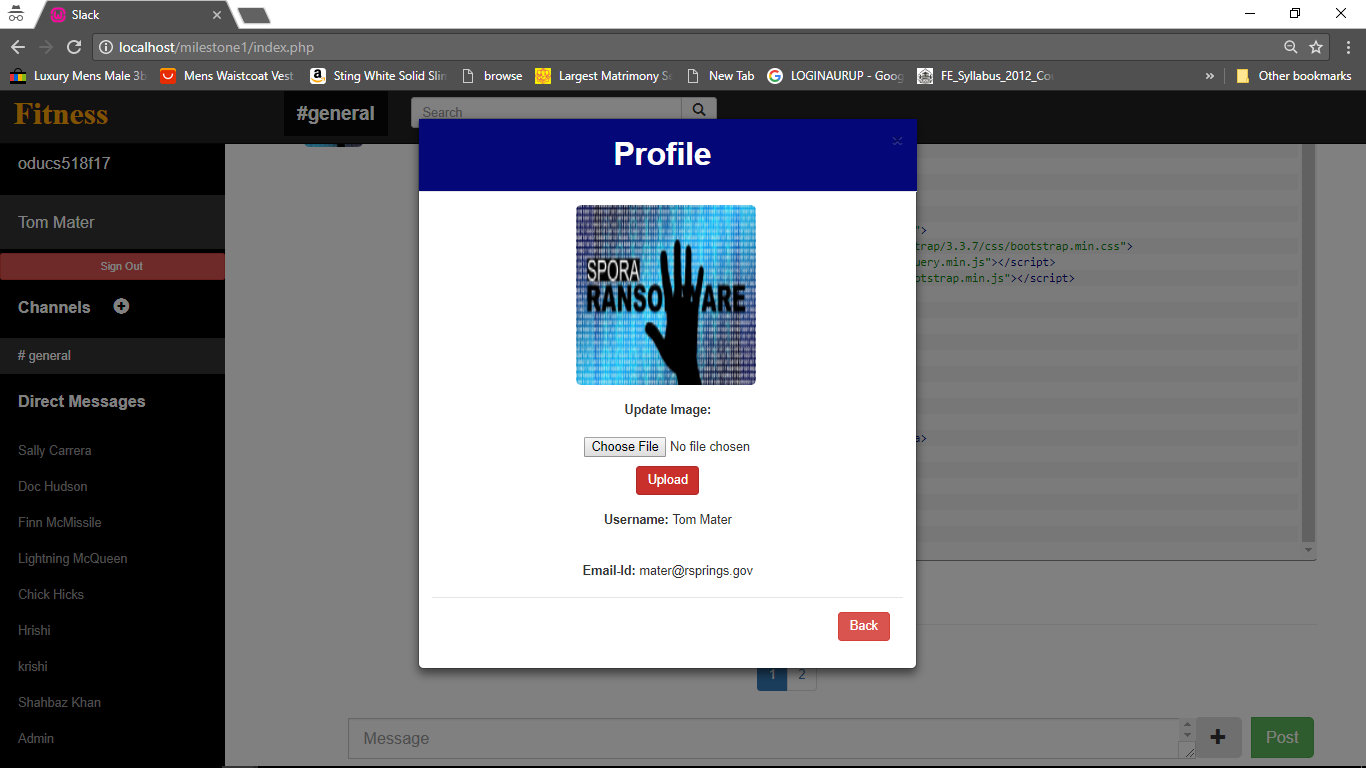 Slack
localhost/milestone1/index.php
Luxury Mens Male 3b
Mens Waistcoat Vest
Sting White Solid Slim
browse
Largest Matrimony S
New Tab
LOGINAURUP - Goog
FE_Syllabus_2012_Cou
»
Other bookmarks
Fitness
#general
Search
oducs518f17
Tom Mater
Sign Out
Channels
# general
Direct Messages
Sally Carrera
Doc Hudson
Finn McMissile
Lightning McQueen
Chick Hicks
Hrishi
krishi
Shahbaz Khan
Admin
Profile
×
SPORA
RANSOMWARE
Update Image:
Choose File No file chosen
Upload
Username: Tom Mater
Email-Id: mater@rsprings.gov
Back
">
trap/3.3.7/css/bootstrap.min.css">
query.min.js"></script>
otstrap.min.js"></script>
a>
1 2
Message
+
Post